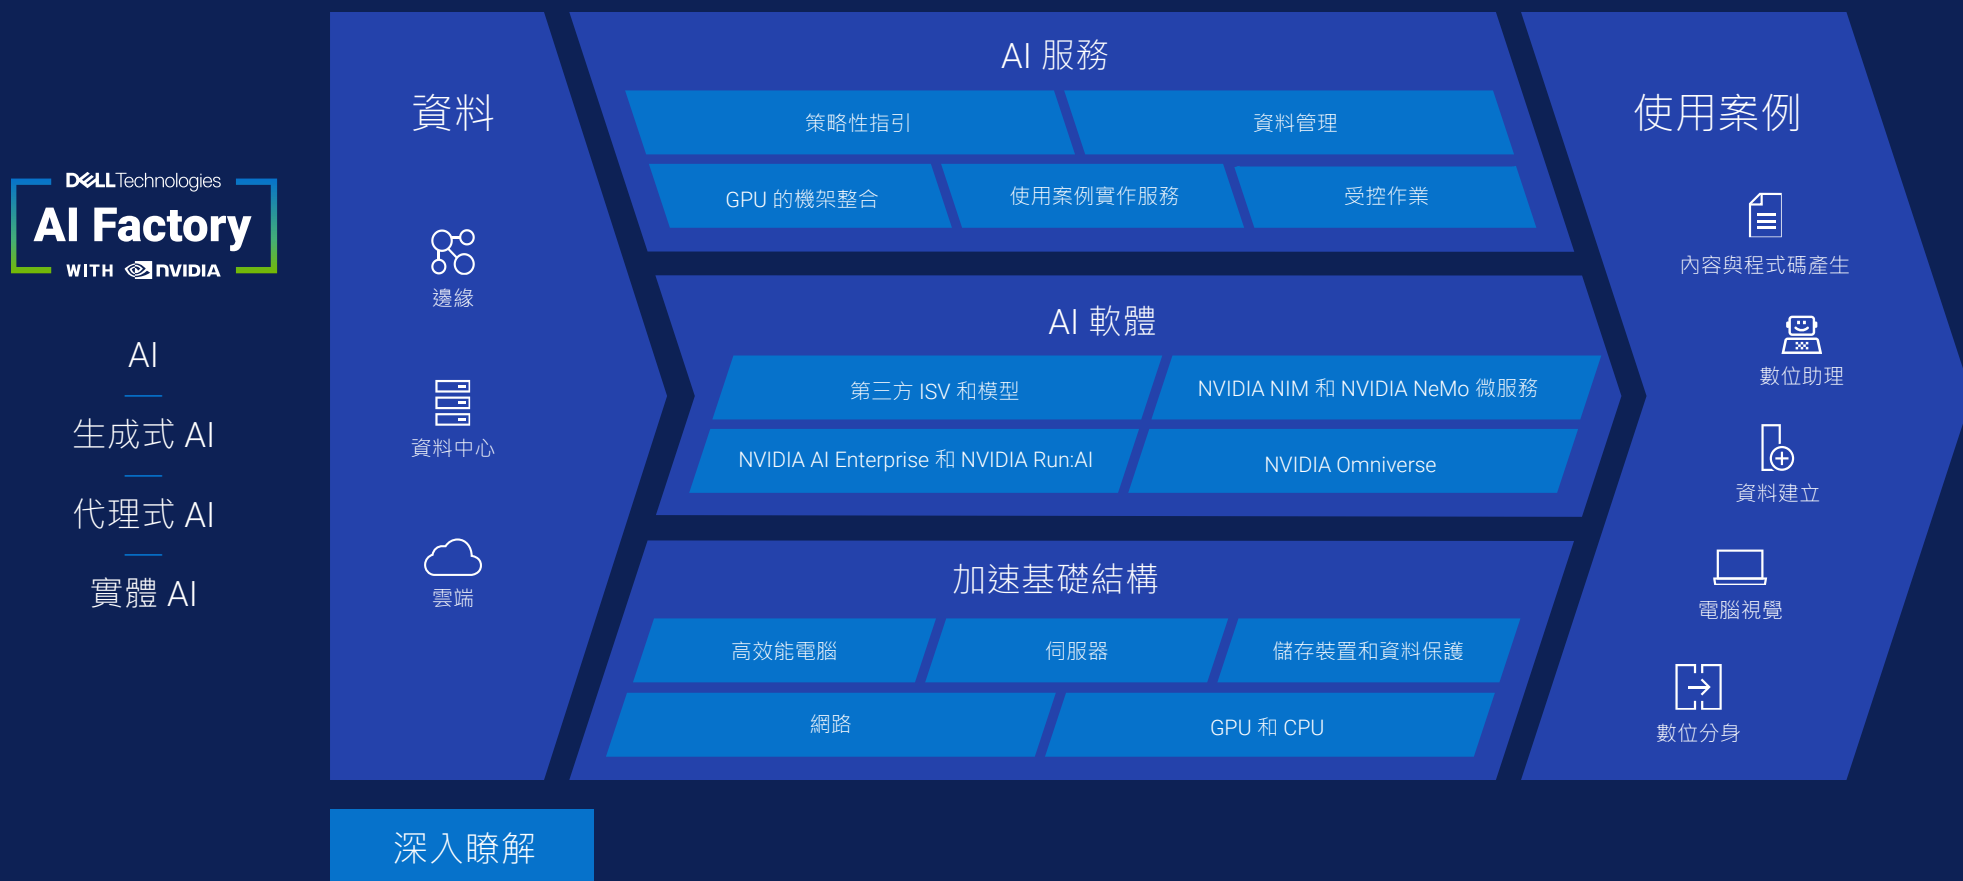 DELLTechnologies
AI Factory
WITH NVIDIA
AI
生成式 AI
代理式 AI
實體 AI
資料
邊緣
資料中心
雲端
AI 服務
策略性指引
資料管理
GPU 的機架整合
使用案例實作服務
受控作業
AI 軟體
第三方 ISV 和模型
NVIDIA NIM 和 NVIDIA NeMo 微服務
NVIDIA AI Enterprise 和 NVIDIA Run:AI
NVIDIA Omniverse
加速基礎結構
高效能電腦
伺服器
儲存裝置和資料保護
網路
GPU 和 CPU
使用案例
內容與程式碼產生
數位助理
資料建立
電腦視覺
數位分身
深入瞭解